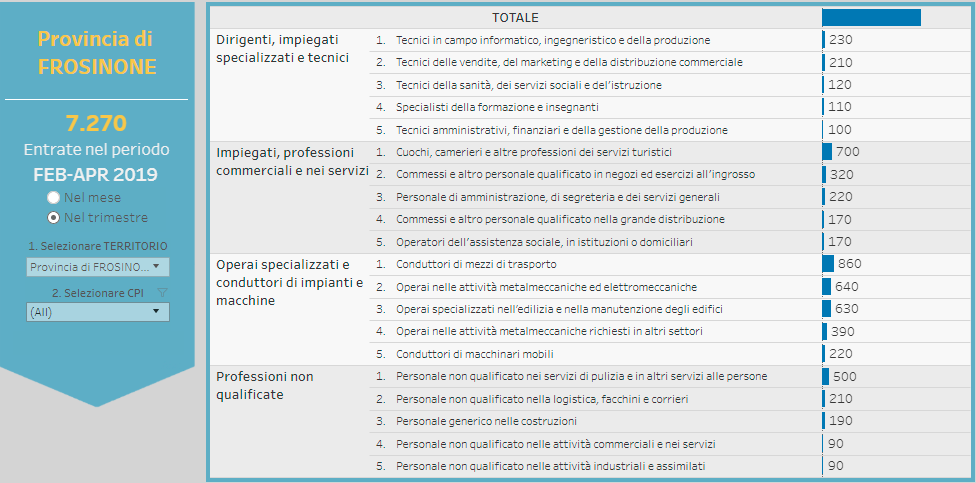 Provincia di
FROSINONE
7.270
Entrate nel periodo
FEB-APR 2019
Nel mese
Nel trimestre
1. Selezionare TERRITORIO
Provincia di FROSINO...
2. Selezionare CPI
(All)
TOTALE
Dirigenti, impiegati
specializzati e tecnici
1. Tecnici in campo informatico, ingegneristico e della produzione 230
2. Tecnici delle vendite, del marketing e della distribuzione commerciale 210
3. Tecnici della sanità, dei servizi sociali e del'istruzione 120
4. Specialisti della formazione e insegnanti 110
5. Tecnici amministrativi, finanziari e della gestione della produzione 100
Impiegati, professioni
commerciali e nei servizi
1. Cuochi, camerieri e altre professioni dei servizi turistici 700
2. Commessi e altro personale qualificato in negozi ed esercizi all'ingrosso 320
3. Personale di amministrazione, di segreteria e dei servizi generali 220
4. Commessi e altro personale qualificato nella grande distribuzione 170
5. Operatori dell'assistenza sociale, in istituzioni o domiciliari 170
Operai specializzati e
conduttori di impianti e
macchine
1. Conduttori di mezzi di trasporto 860
2. Operai nelle attività metalmeccaniche ed elettromeccaniche 640
3. Operai specializzati nell'edilizia e nella manutenzione degli edifici 630
4. Operai nelle attività metalmeccaniche richiesti in altri settori 390
5. Conduttori di macchinari mobili 220
Professioni non
qualificate
1. Personale non qualificato nei servizi di pulizia e in altri servizi alle persone 500
2. Personale non qualificato nella logistica, facchini e corrieri 210
3. Personale generico nelle costruzioni 190
4. Personale non qualificato nelle attività commerciali e nei servizi 90
5. Personale non qualificato nelle attività industriali e assimilati 90